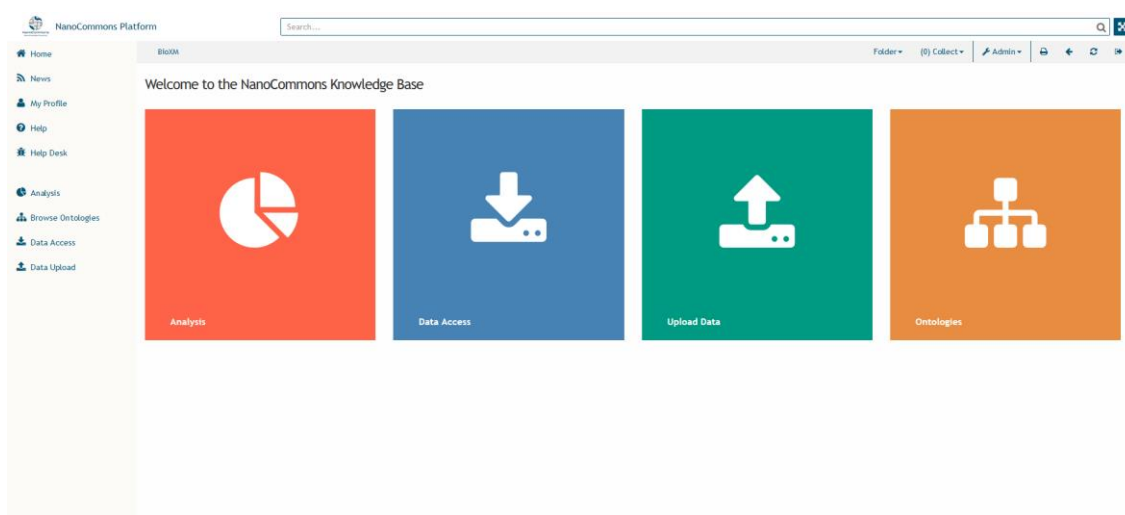 NanoCommons Platform
Search...
Home
News
My Profile
Help
Help Desk
Analysis
Browse Ontologies
Data Access
Data Upload
BioXM
Folder
(0) Collect
Admin
Welcome to the NanoCommons Knowledge Base
Analysis
Data Access
Upload Data
Ontologies